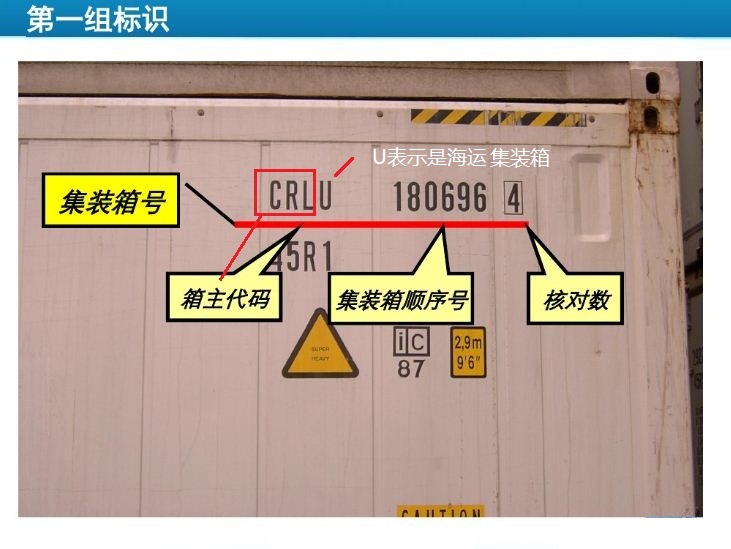 第一组标识
U表示是海运集装箱
集装箱号
CRLU 180696 4
45R1
箱主代码
集装箱顺序号
核对数
SUPER
HEAVY
ic
87
2,9m
9'6"
CAUTION